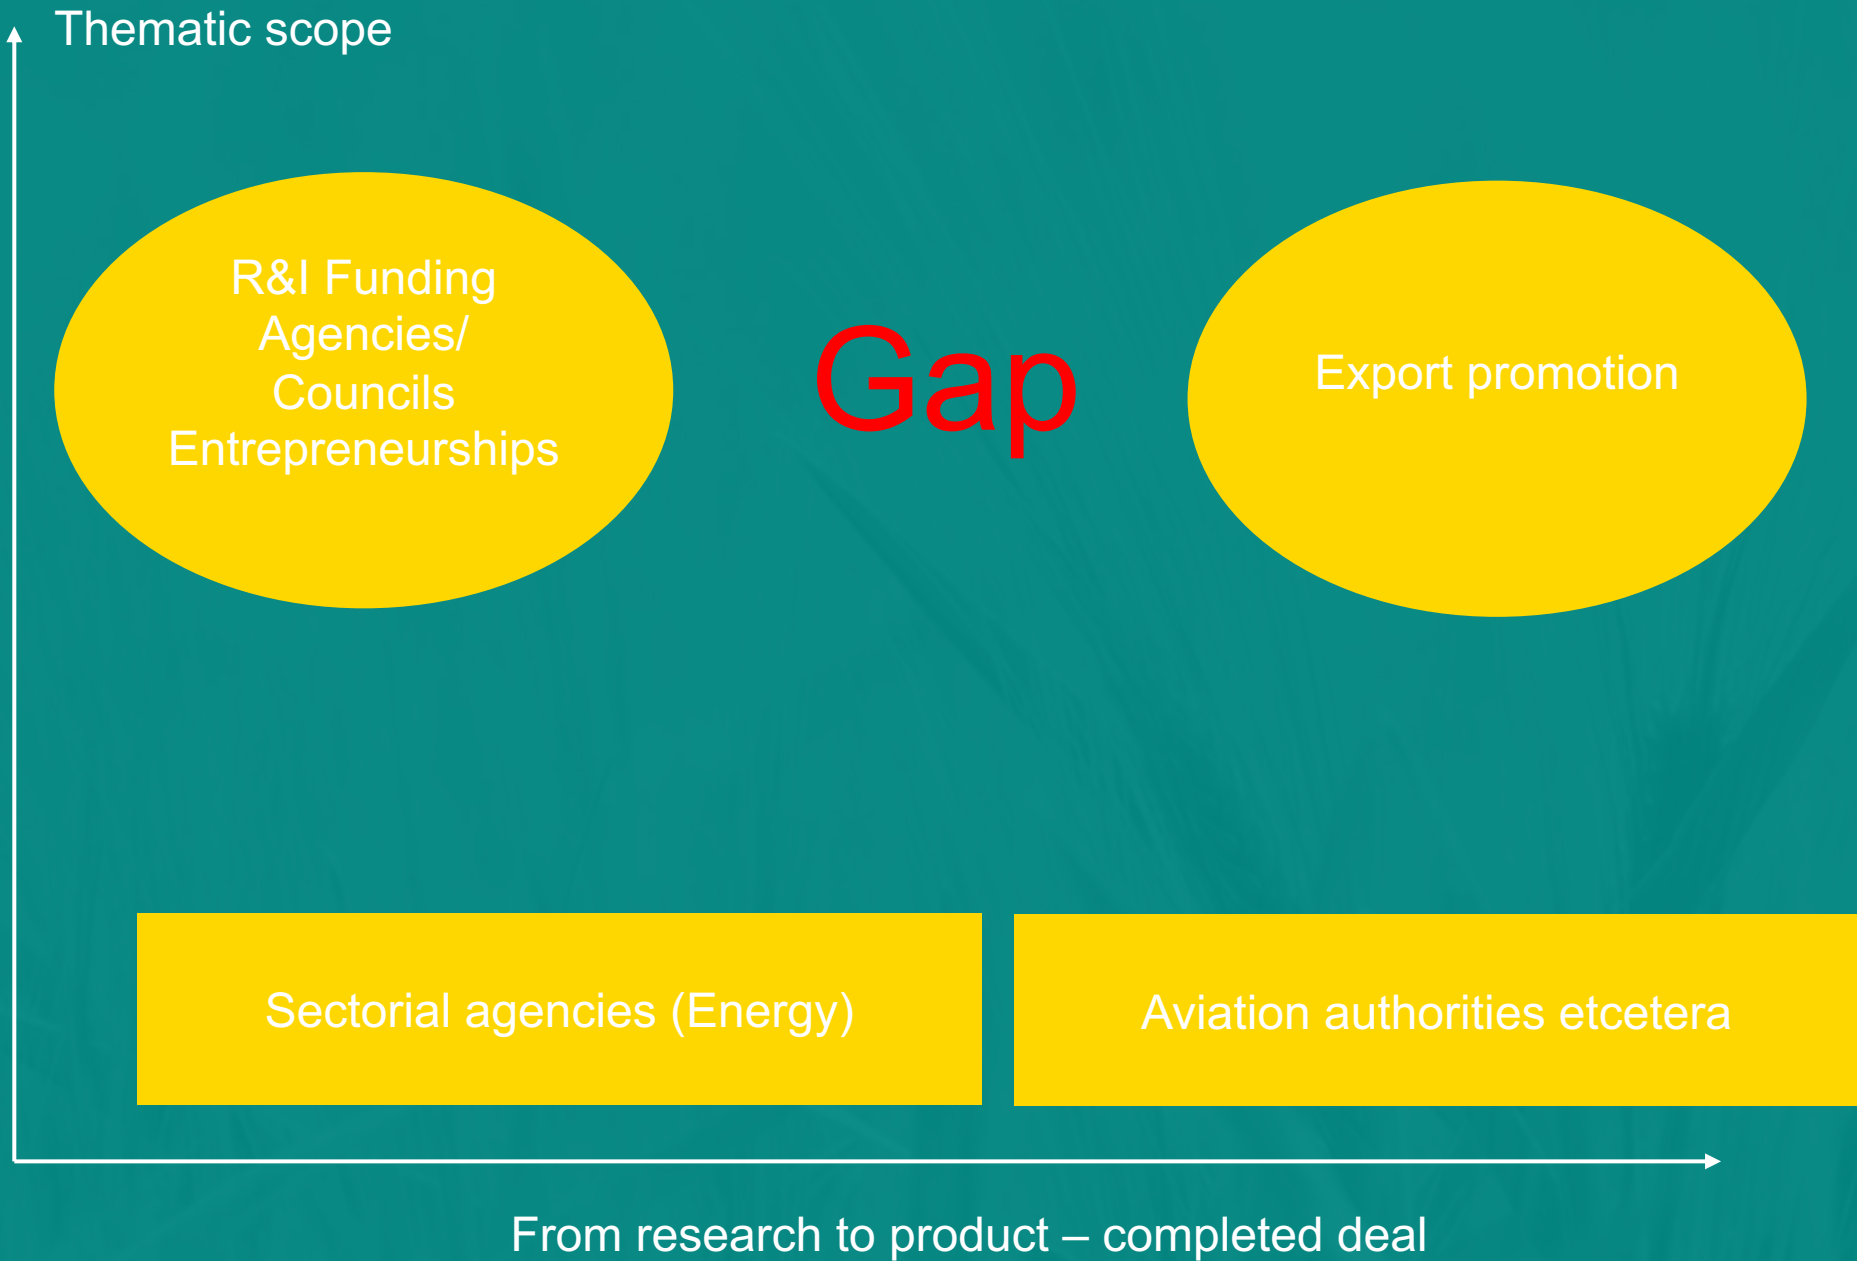 Thematic scope
R&I Funding
Agencies/
Councils
Entrepreneurships
Gap
Export promotion
Sectorial agencies (Energy)
Aviation authorities etcetera
From research to product – completed deal